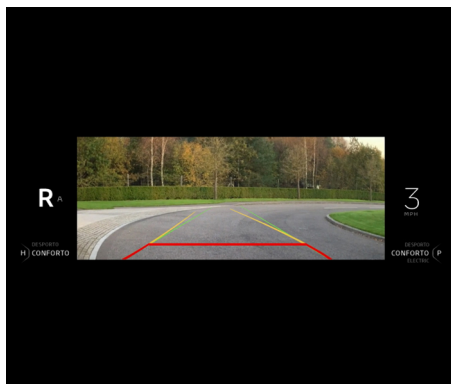 R A
3
MPH
DESPORTO
H CONFORTO
DESPORTO
CONFORTO P
ELECTRIC